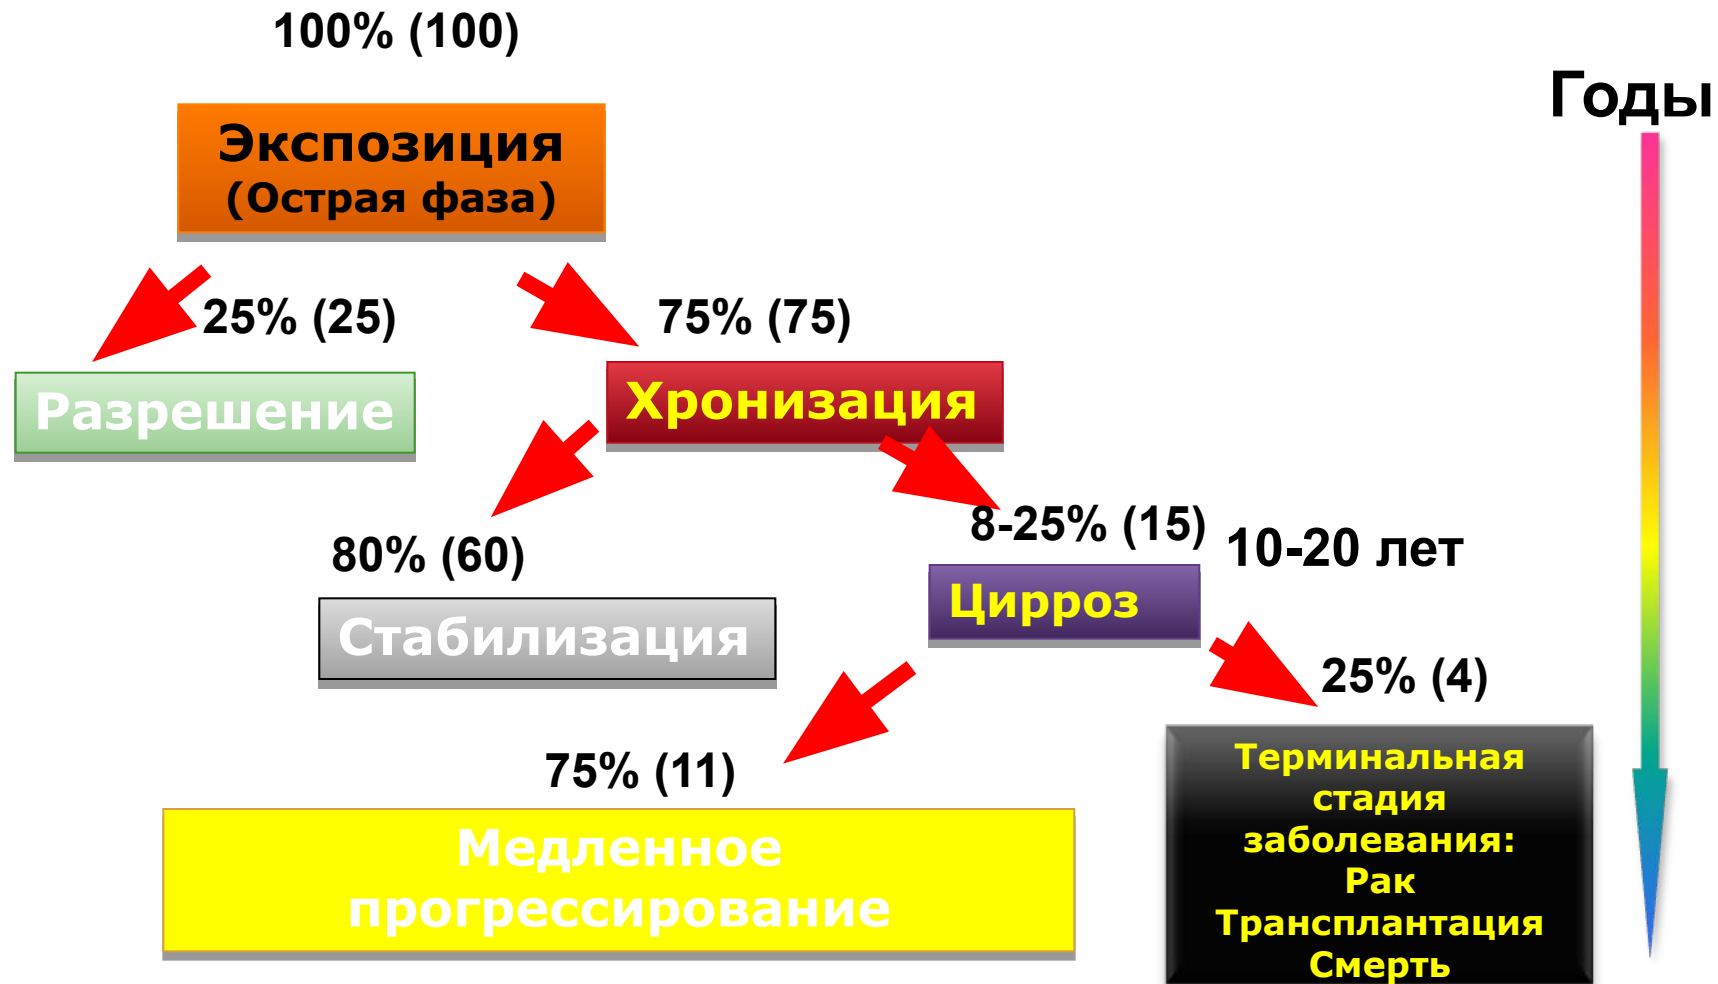 100% (100)
Годы
Экспозиция
(Острая фаза)
25% (25)
75% (75)
Разрешение
Хронизация
8-25% (15)
10-20 лет
80% (60)
Цирроз
Стабилизация
25% (4)
75% (11)
Медленное
прогрессирование
Терминальная
стадия
заболевания:
Рак
Трансплантация
Смерть